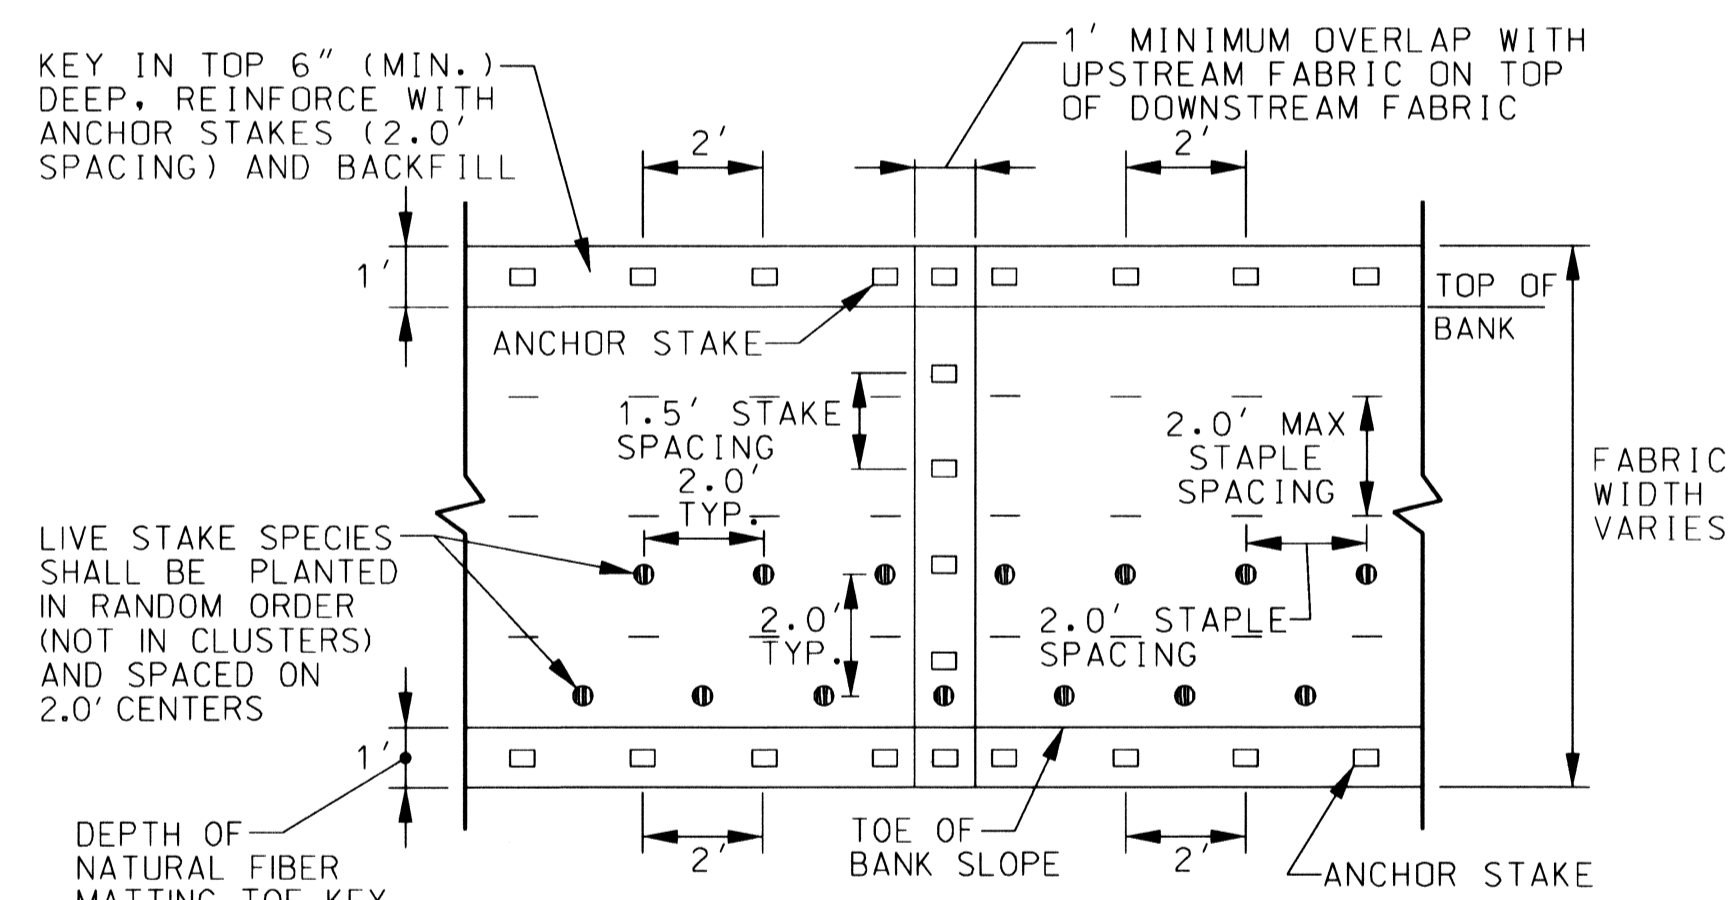 KEY IN TOP 6" (MIN.)
DEEP, REINFORCE WITH
ANCHOR STAKES (2.0'
SPACING) AND BACKFILL
1' MINIMUM OVERLAP WITH
UPSTREAM FABRIC ON TOP
OF DOWNSTREAM FABRIC
2'
2'
1'
TOP OF
BANK
ANCHOR STAKE
1.5' STAKE
SPACING
2.0'
TYP.
2.0' MAX
STAPLE
SPACING
FABRIC
WIDTH
VARIES
LIVE STAKE SPECIES
SHALL BE PLANTED
IN RANDOM ORDER
(NOT IN CLUSTERS)
AND SPACED ON
2.0' CENTERS
2.0'
TYP.
2.0' STAPLE
SPACING
1'
DEPTH OF
NATURAL FIBER
MATTING TOE KEY
2'
TOE OF
BANK SLOPE
2'
ANCHOR STAKE